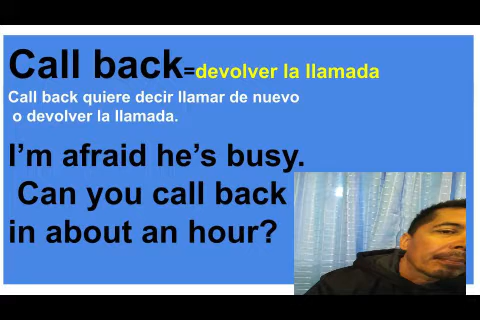 Call back=devolver la llamada
Call back quiere decir llamar de nuevo
o devolver la llamada.
I'm afraid he's busy.
Can you call back
in about an hour?